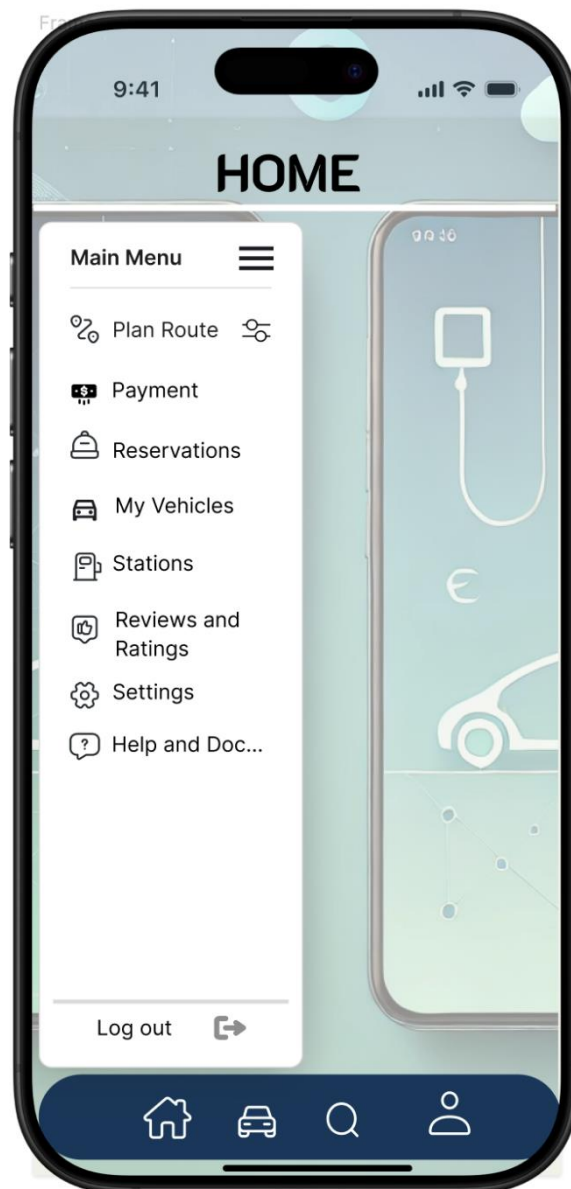 Fra
9:41
HOME
Main Menu
Plan Route
Payment
Reservations
My Vehicles
Stations
Reviews and
Ratings
Settings
Help and Doc...
Log out